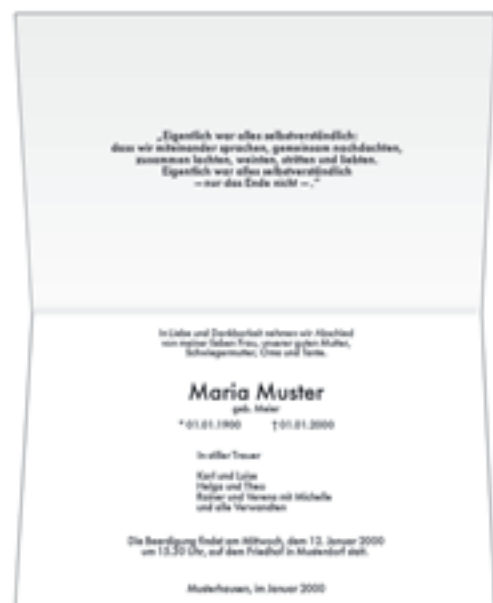 „Eigentlich war alles selbstverständlich:
dass wir miteinander sprachen, gemeinsam nachdachten,
zusammen lachten, weinten, stritten und liebten.
Eigentlich war alles selbstverständlich
– nur das Ende nicht –.“
In Liebe und Dankbarkeit nehmen wir Abschied
von meiner lieben Frau, unserer guten Mutter,
Schwiegermutter, Oma und Tante.
Maria Muster
geb. Meier
* 01.01.1900 † 01.01.2000
In stiller Trauer
Karl und Luise
Helga und Theo
Rainer und Verena mit Michelle
und alle Verwandten
Die Beerdigung findet am Mittwoch, dem 12. Januar 2000
um 15.30 Uhr, auf dem Friedhof in Musterdorf statt.
Musterhausen, im Januar 2000